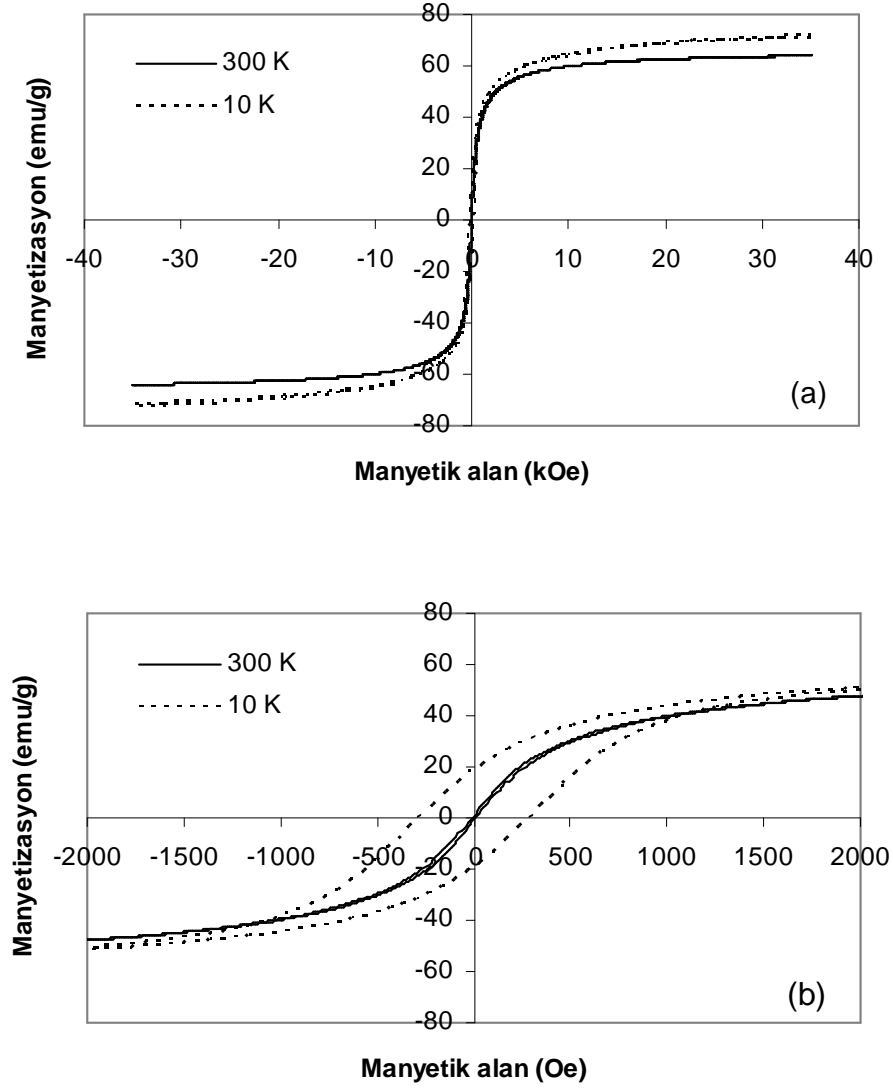 80
60
40
20
0
-20
-40
-60
-80
-40 -30 -20 -10 0 10 20 30 40
300 K
10 K
Manyetizasyon (emu/g)
Manyetik alan (kOe)
(a)
80
60
40
20
0
-20
-40
-60
-80
-2000 -1500 -1000 -500 0 500 1000 1500 2000
300 K
10 K
Manyetizasyon (emu/g)
Manyetik alan (Oe)
(b)